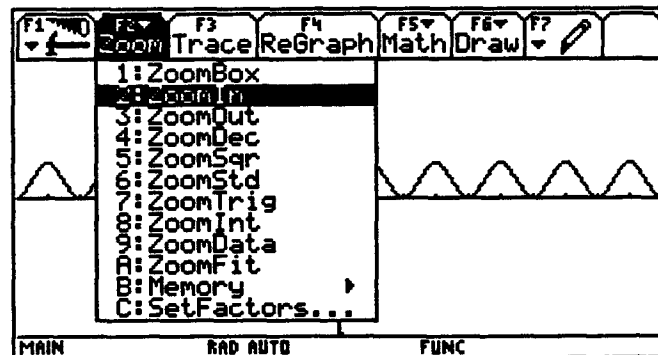 F1 F2 F3 F4 F5 F6 F7
Zoom Trace ReGraph Math Draw
1:ZoomBox
2:ZoomIn
3:ZoomOut
4:ZoomDec
5:ZoomSqr
6:ZoomStd
7:ZoomTrig
8:ZoomInt
9:ZoomData
A:ZoomFit
B:Memory
C:SetFactors...
MAIN RAD AUTO FUNC